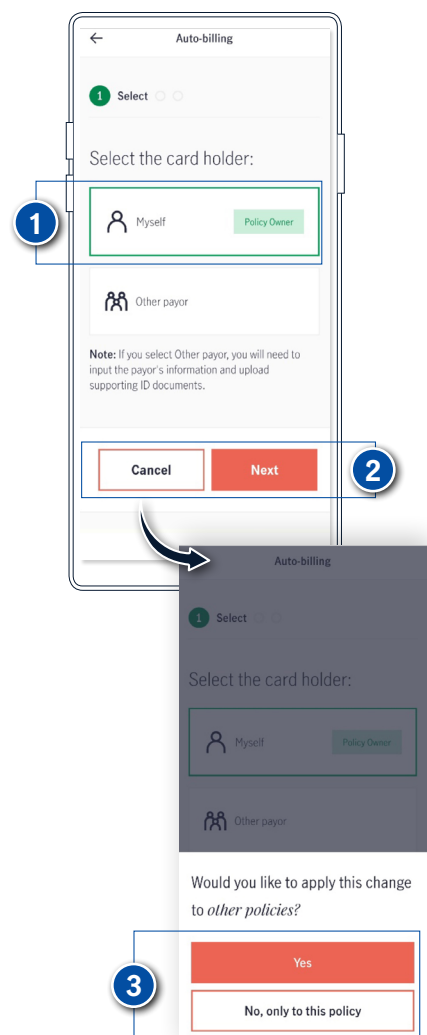 Auto-billing
1 Select
Select the card holder:
1
Myself
Policy Owner
Other payor
Note: If you select Other payor, you will need to
input the payor's information and upload
supporting ID documents.
Cancel
Next
2
Auto-billing
1 Select
Select the card holder:
Myself
Policy Owner
Other payor
Would you like to apply this change
to other policies?
Yes
3
No, only to this policy